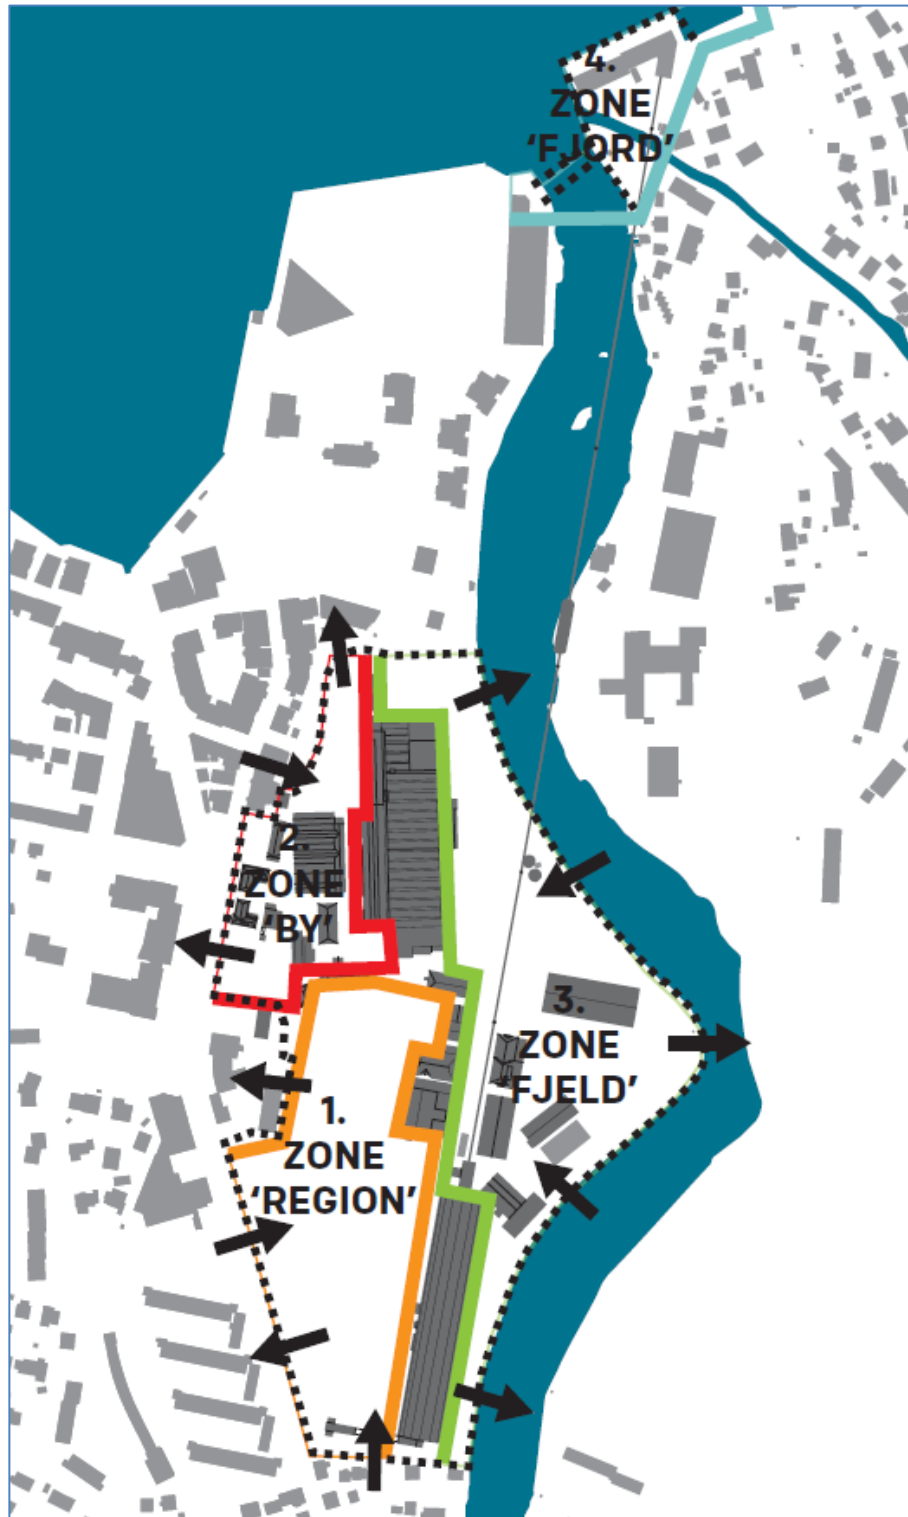 4.
ZONE
'FJORD'
2.
ZONE
'BY'
3.
ZONE
'FJELD'
1.
ZONE
'REGION'